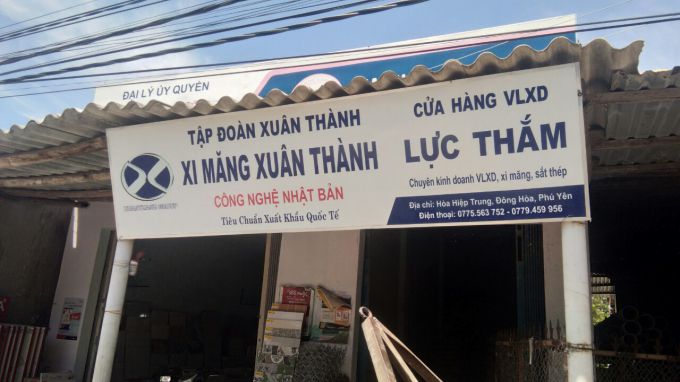 ĐẠI LÝ ỦY QUYỀN
TẬP ĐOÀN XUÂN THÀNH
XI MĂNG XUÂN THÀNH
CÔNG NGHỆ NHẬT BẢN
Tiêu Chuẩn Xuất Khẩu Quốc Tế
XUANTHANH GROUP
CỬA HÀNG VLXD
LỰC THẮM
Chuyên kinh doanh VLXD, xi măng, sắt thép
Địa chỉ: Hòa Hiệp Trung, Đông Hòa, Phú Yên
Điện thoại: 0775.563 752 - 0779.459 956